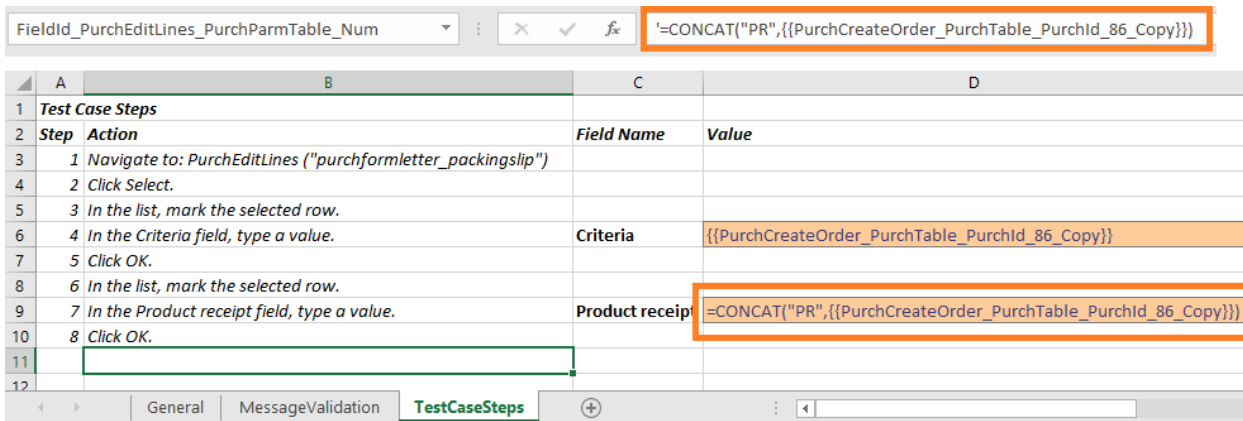 FieldId_PurchEditLines_PurchParmTable_Num fx '=CONCAT("PR",{{PurchCreateOrder_PurchTable_PurchId_86_Copy}})
A B C D
1 Test Case Steps
2 Step Action Field Name Value
3 1 Navigate to: PurchEditLines ("purchformletter_packingslip")
4 2 Click Select.
5 3 In the list, mark the selected row.
6 4 In the Criteria field, type a value. Criteria {{PurchCreateOrder_PurchTable_PurchId_86_Copy}}
7 5 Click OK.
8 6 In the list, mark the selected row.
9 7 In the Product receipt field, type a value. Product receipt =CONCAT("PR",{{PurchCreateOrder_PurchTable_PurchId_86_Copy}})
10 8 Click OK.
11
12
General MessageValidation TestCaseSteps